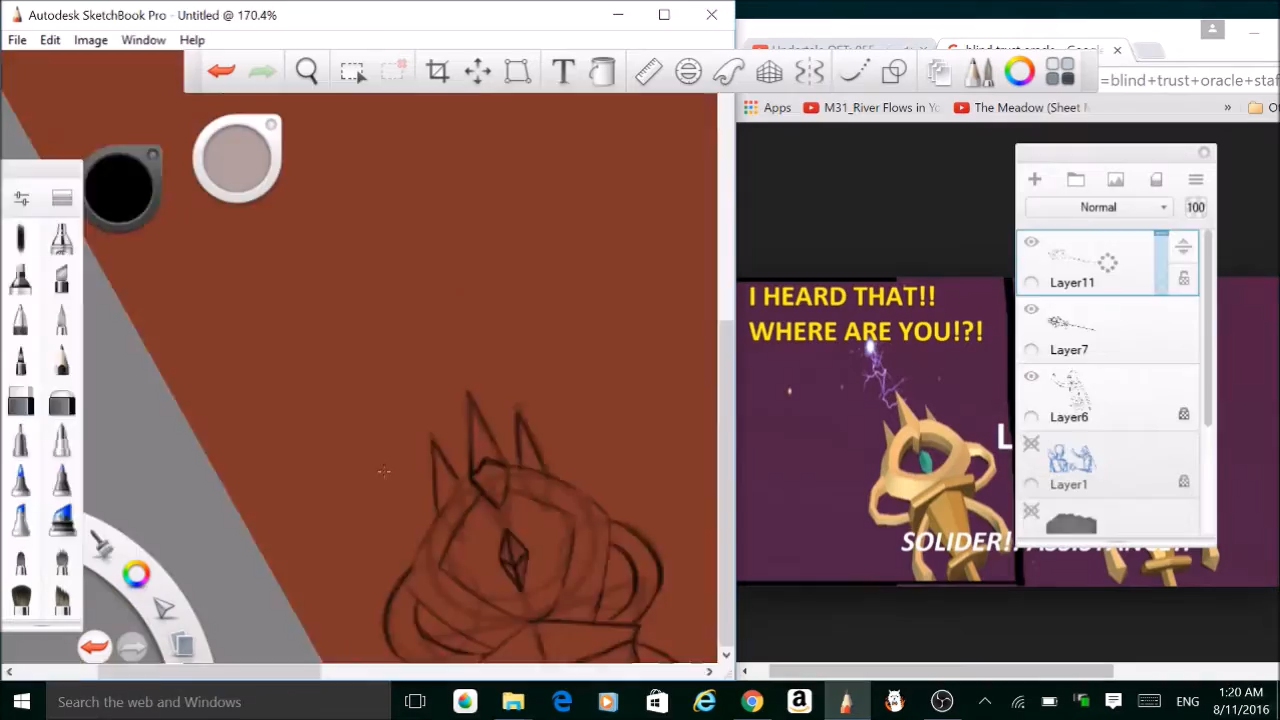 Autodesk SketchBook Pro - Untitled @ 170.4%
File Edit Image Window Help
T
=blind+trust+oracle+sta
Apps M31_River Flows in Yo The Meadow (Sheet M » O
Normal 100
Layer11
Layer7
Layer6
Layer1
I HEARD THAT!!
WHERE ARE YOU!?!
L
SOLIDER!
Search the web and Windows
ENG
1:20 AM
8/11/2016